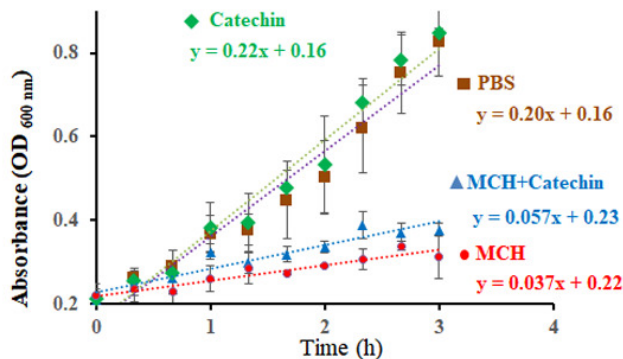 Catechin
y = 0.22x + 0.16
PBS
y = 0.20x + 0.16
MCH+Catechin
y = 0.057x + 0.23
MCH
y = 0.037x + 0.22
Absorbance (OD 600 nm)
0.8
0.6
0.4
0.2
0
1
2
3
4
Time (h)